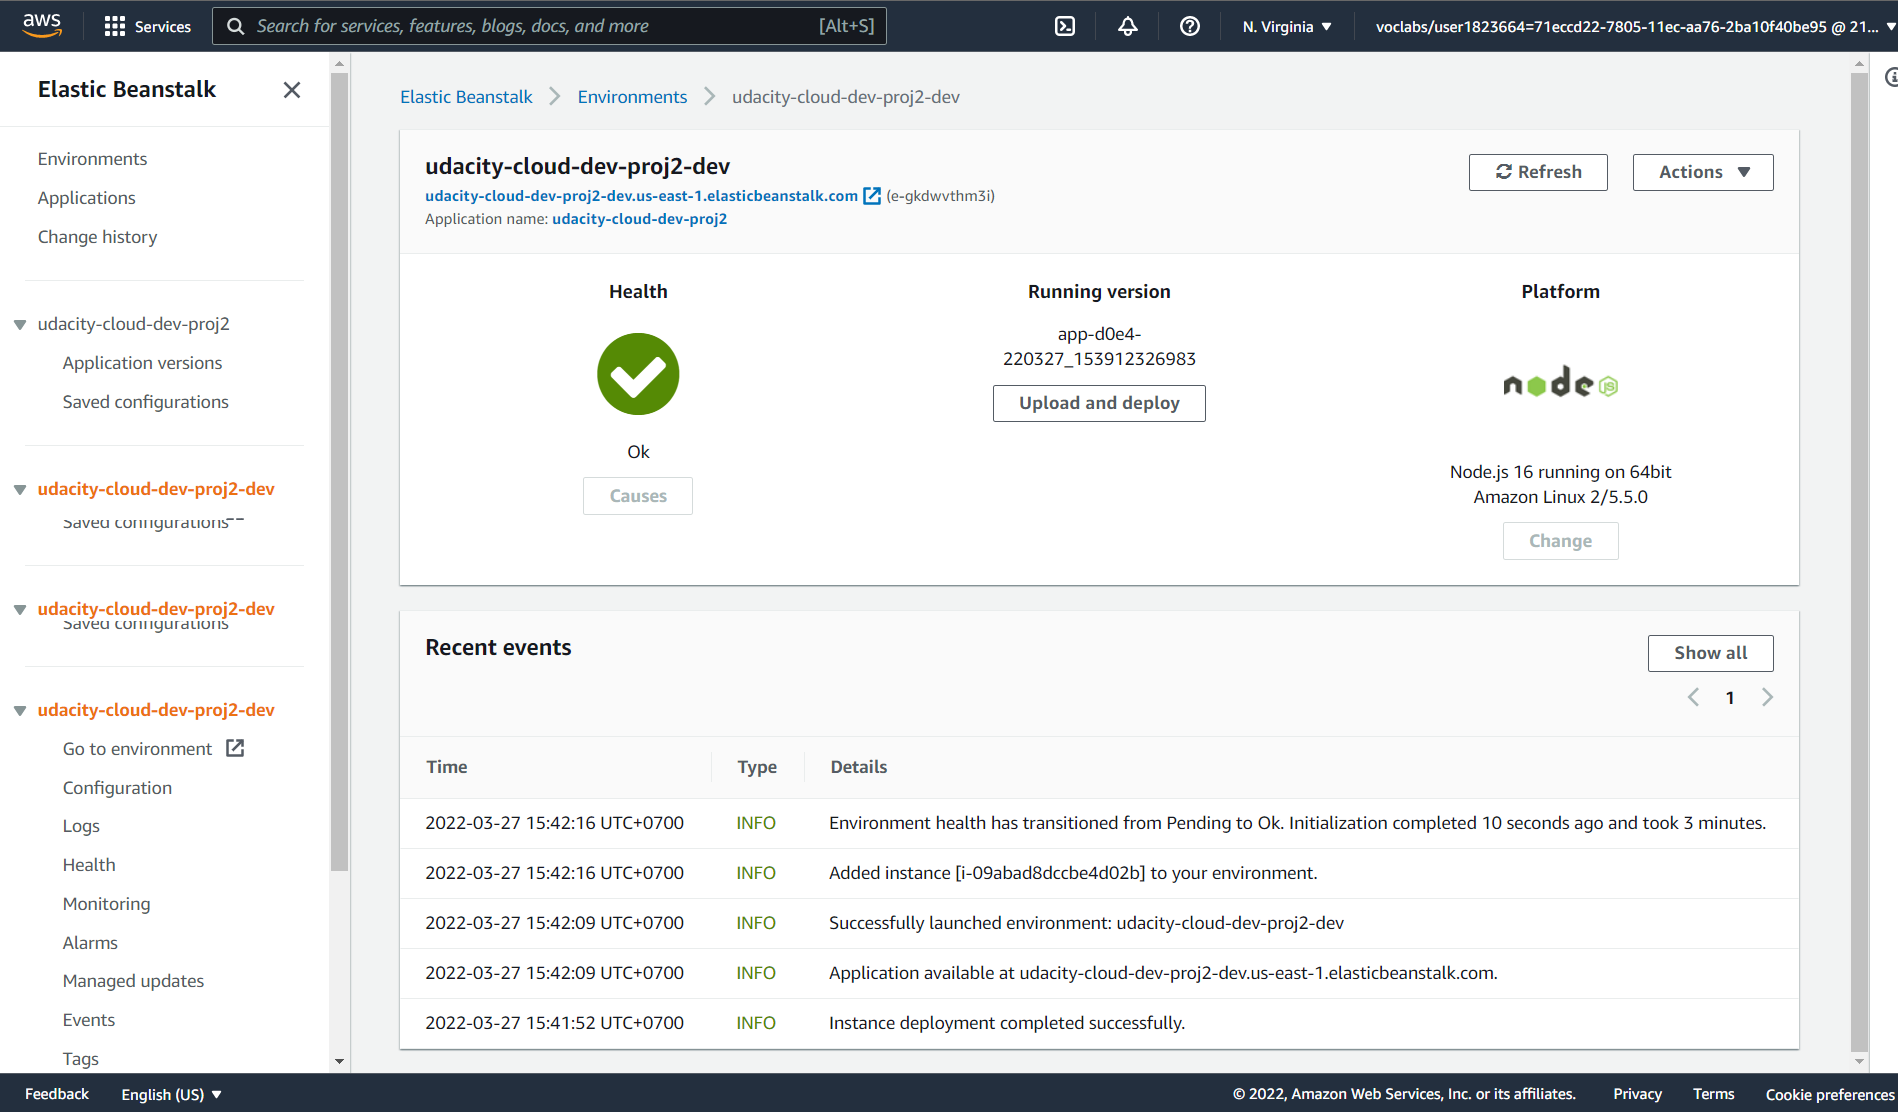 aws
Services
Search for services, features, blogs, docs, and more
[Alt+S]
N. Virginia
voclabs/user1823664=71eccd22-7805-11ec-aa76-2ba10f40be95 @ 21...
Elastic Beanstalk
Environments
Applications
Change history
udacity-cloud-dev-proj2
Application versions
Saved configurations
udacity-cloud-dev-proj2-dev
Saved configurations
udacity-cloud-dev-proj2-dev
Saved configurations
udacity-cloud-dev-proj2-dev
Go to environment
Configuration
Logs
Health
Monitoring
Alarms
Managed updates
Events
Tags
Elastic Beanstalk
Environments
udacity-cloud-dev-proj2-dev
udacity-cloud-dev-proj2-dev
udacity-cloud-dev-proj2-dev.us-east-1.elasticbeanstalk.com (e-gkdwvthm3i)
Application name: udacity-cloud-dev-proj2
Refresh
Actions
Health
Ok
Causes
Running version
app-d0e4-
220327_153912326983
Upload and deploy
Platform
node JS
Node.js 16 running on 64bit
Amazon Linux 2/5.5.0
Change
Recent events
Show all
1
Time Type Details
2022-03-27 15:42:16 UTC+0700 INFO Environment health has transitioned from Pending to Ok. Initialization completed 10 seconds ago and took 3 minutes.
2022-03-27 15:42:16 UTC+0700 INFO Added instance [i-09abad8dccbe4d02b] to your environment.
2022-03-27 15:42:09 UTC+0700 INFO Successfully launched environment: udacity-cloud-dev-proj2-dev
2022-03-27 15:42:09 UTC+0700 INFO Application available at udacity-cloud-dev-proj2-dev.us-east-1.elasticbeanstalk.com.
2022-03-27 15:41:52 UTC+0700 INFO Instance deployment completed successfully.
Feedback
English (US)
© 2022, Amazon Web Services, Inc. or its affiliates.
Privacy
Terms
Cookie preferences